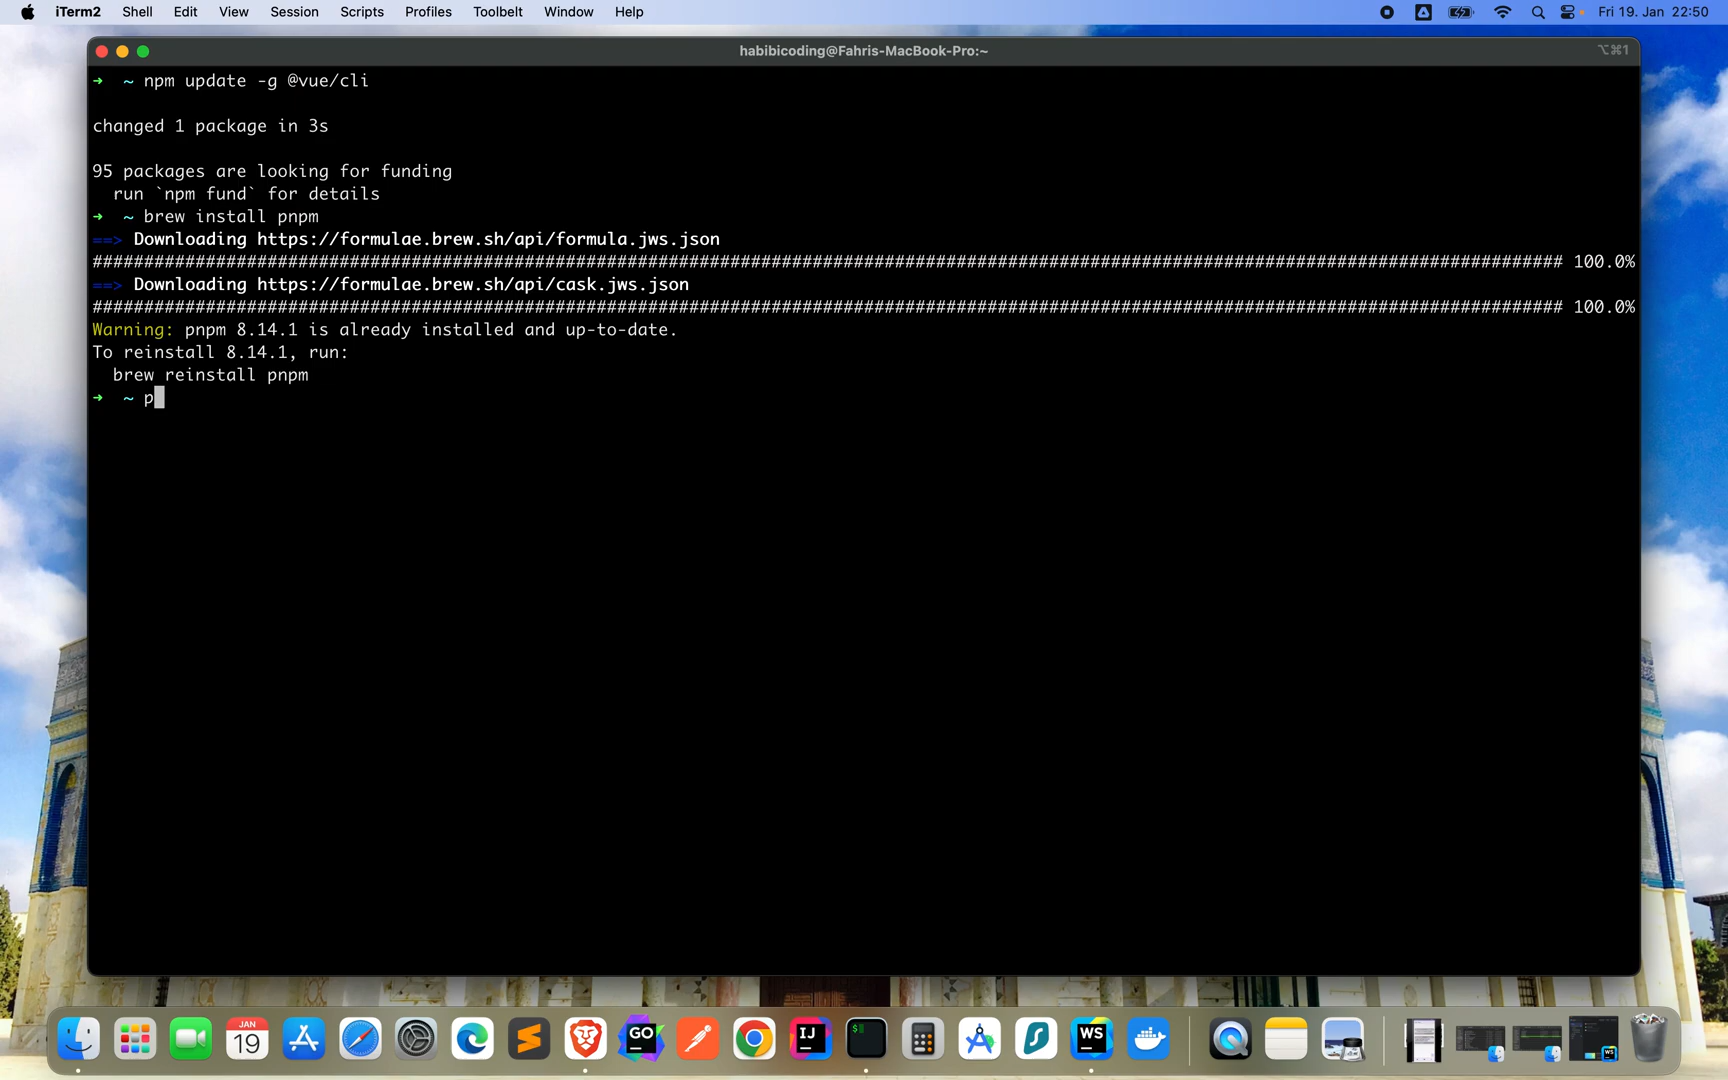 iTerm2 Shell Edit View Session Scripts Profiles Toolbelt Window Help Fri 19. Jan 22:50
habibicoding@Fahris-MacBook-Pro:~ ⌥⌘1
➜ ~ npm update -g @vue/cli
changed 1 package in 3s
95 packages are looking for funding
run `npm fund` for details
➜ ~ brew install pnpm
==> Downloading https://formulae.brew.sh/api/formula.jws.json
################################################################################################################################################ 100.0%
==> Downloading https://formulae.brew.sh/api/cask.jws.json
################################################################################################################################################ 100.0%
Warning: pnpm 8.14.1 is already installed and up-to-date.
To reinstall 8.14.1, run:
brew reinstall pnpm
➜ ~ p
JAN
19
GO
IJ
$
WS
WS